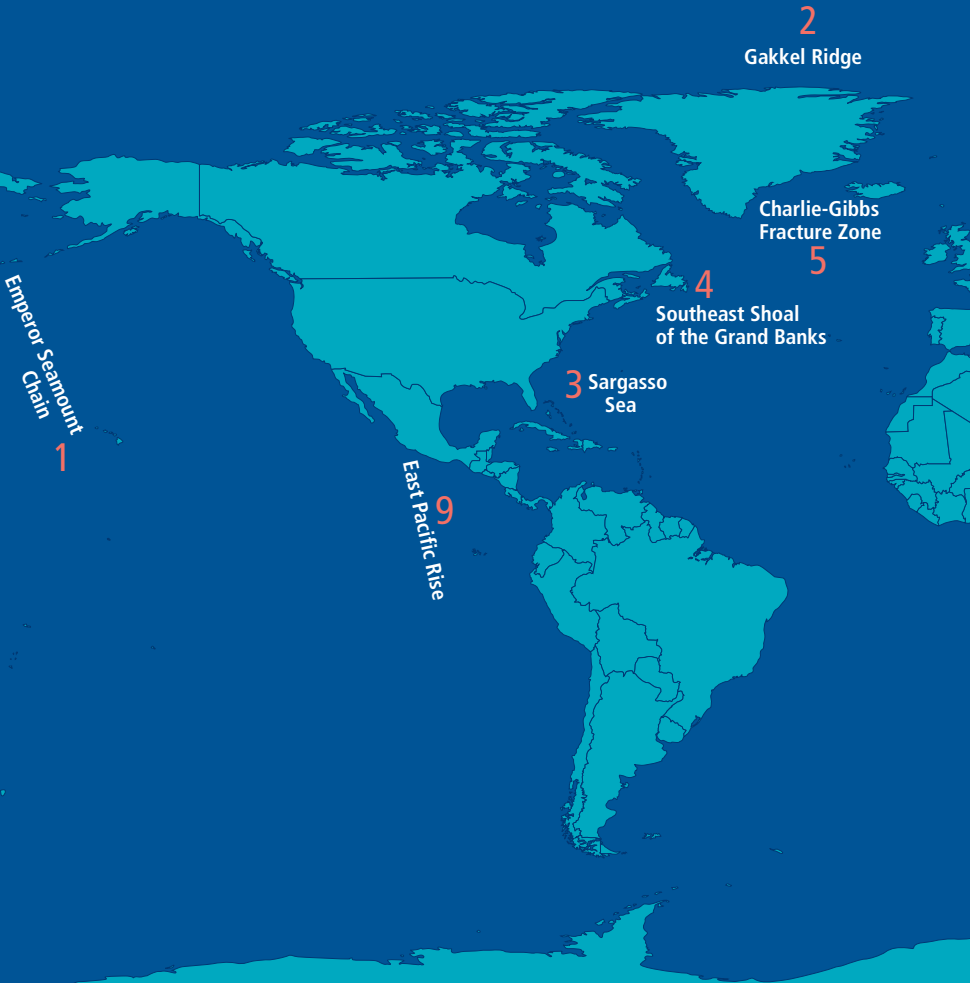 2
Gakkel Ridge
Charlie-Gibbs
Fracture Zone
5
4
Southeast Shoal
of the Grand Banks
3
Sargasso
Sea
Emperor Seamount
Chain
1
East Pacific Rise
9